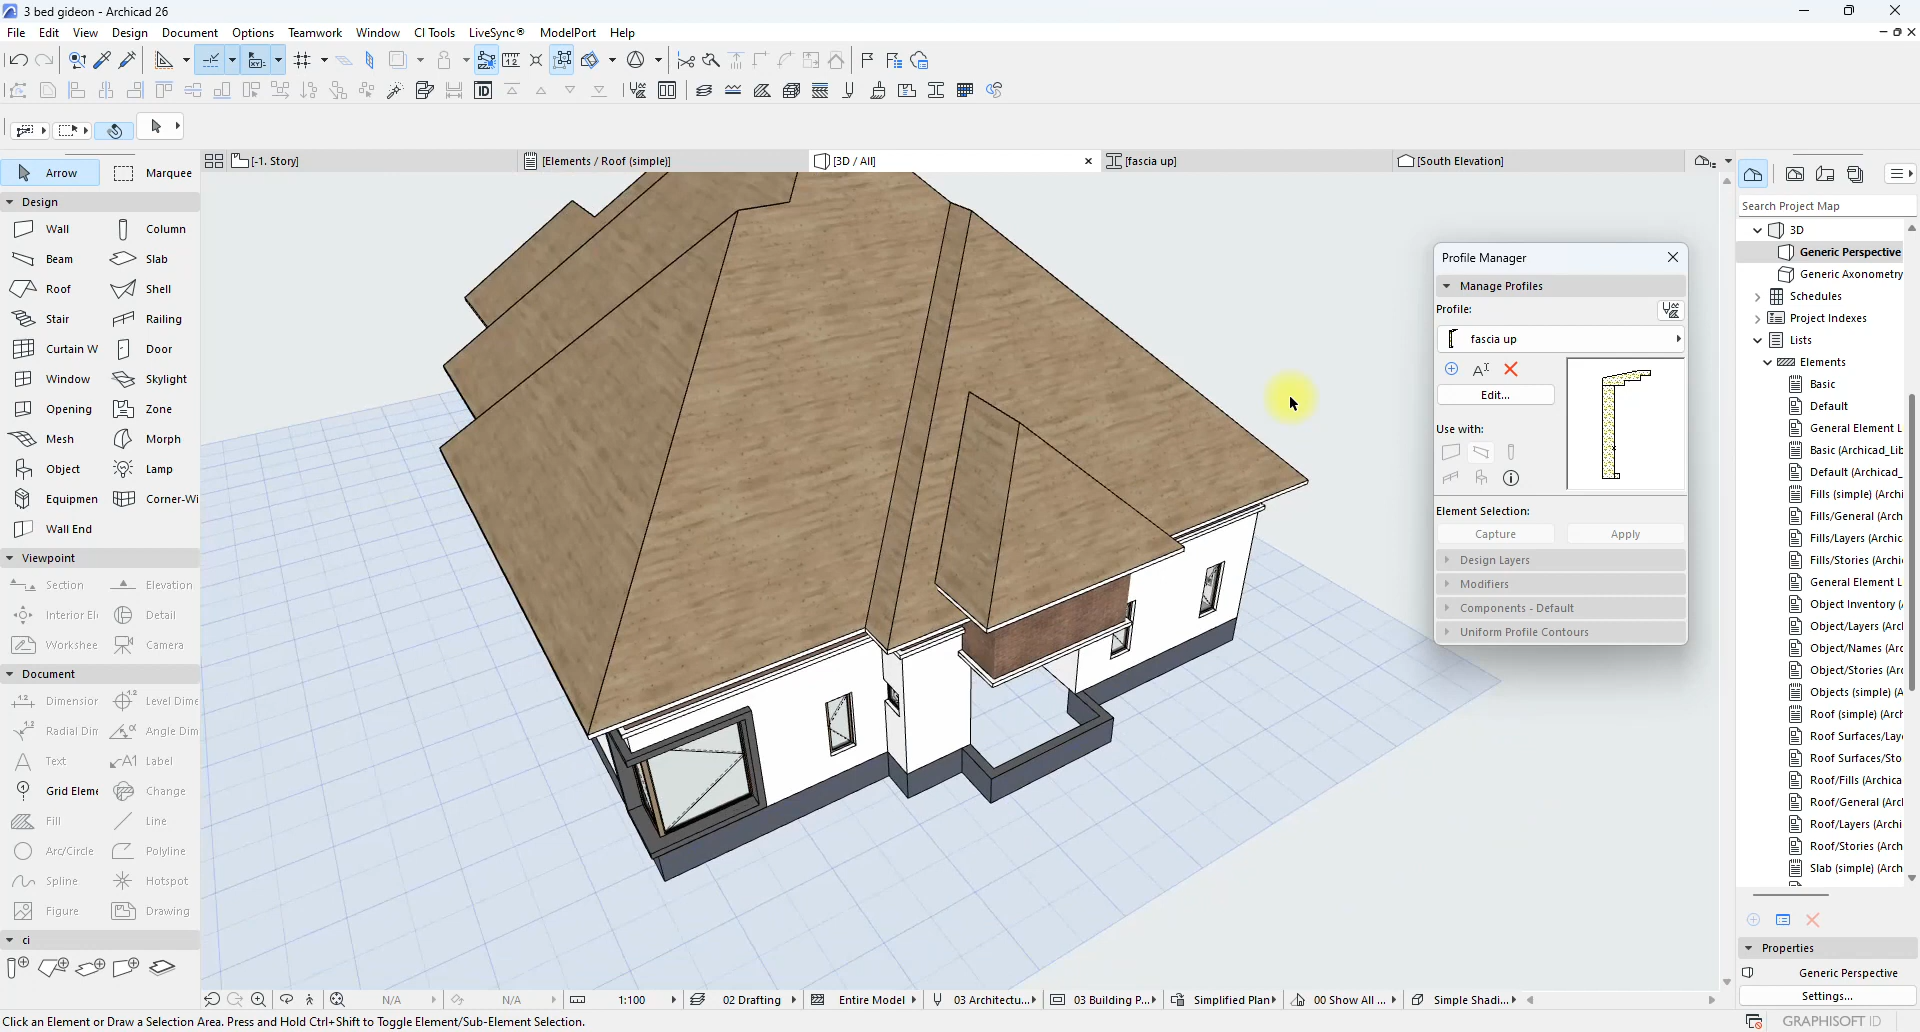 3 bed gideon - Archicad 26
File Edit View Design Document Options Teamwork Window CI Tools LiveSync® ModelPort Help
[-1. Story]
[Elements / Roof (simple)]
[3D / All]
[fascia up]
[South Elevation]
Arrow Marquee
Design
Wall Column
Beam Slab
Roof Shell
Stair Railing
Curtain W Door
Window Skylight
Opening Zone
Mesh Morph
Object Lamp
Equipmen Corner-Wi
Wall End
Viewpoint
Section Elevation
Interior El Detail
Workshee Camera
Document
Dimension Level Dime
Radial Dim Angle Dim
Text Label
Grid Eleme Change
Fill Line
Arc/Circle Polyline
Spline Hotspot
Figure Drawing
ci
Profile Manager
Manage Profiles
Profile:
fascia up
Edit...
Use with:
Element Selection:
Capture Apply
Design Layers
Modifiers
Components - Default
Uniform Profile Contours
Search Project Map
3D
Generic Perspective
Generic Axonometry
Schedules
Project Indexes
Lists
Elements
Basic
Default
General Element L
Basic (Archicad_Lib
Default (Archicad_
Fills (simple) (Archi
Fills/General (Arch
Fills/Layers (Archic
Fills/Stories (Archic
General Element L
Object Inventory (
Object/Layers (Arcl
Object/Names (Arc
Object/Stories (Arc
Objects (simple) (A
Roof (simple) (Arch
Roof Surfaces/Lay
Roof Surfaces/Sto
Roof/Fills (Archica
Roof/General (Arcl
Roof/Layers (Archi
Roof/Stories (Arch
Slab (simple) (Arch
Properties
Generic Perspective
Settings...
N/A N/A 1:100 02 Drafting Entire Model 03 Architectu... 03 Building P... Simplified Plan 00 Show All ... Simple Shadi...
Click an Element or Draw a Selection Area. Press and Hold Ctrl+Shift to Toggle Element/Sub-Element Selection.
GRAPHISOFT ID